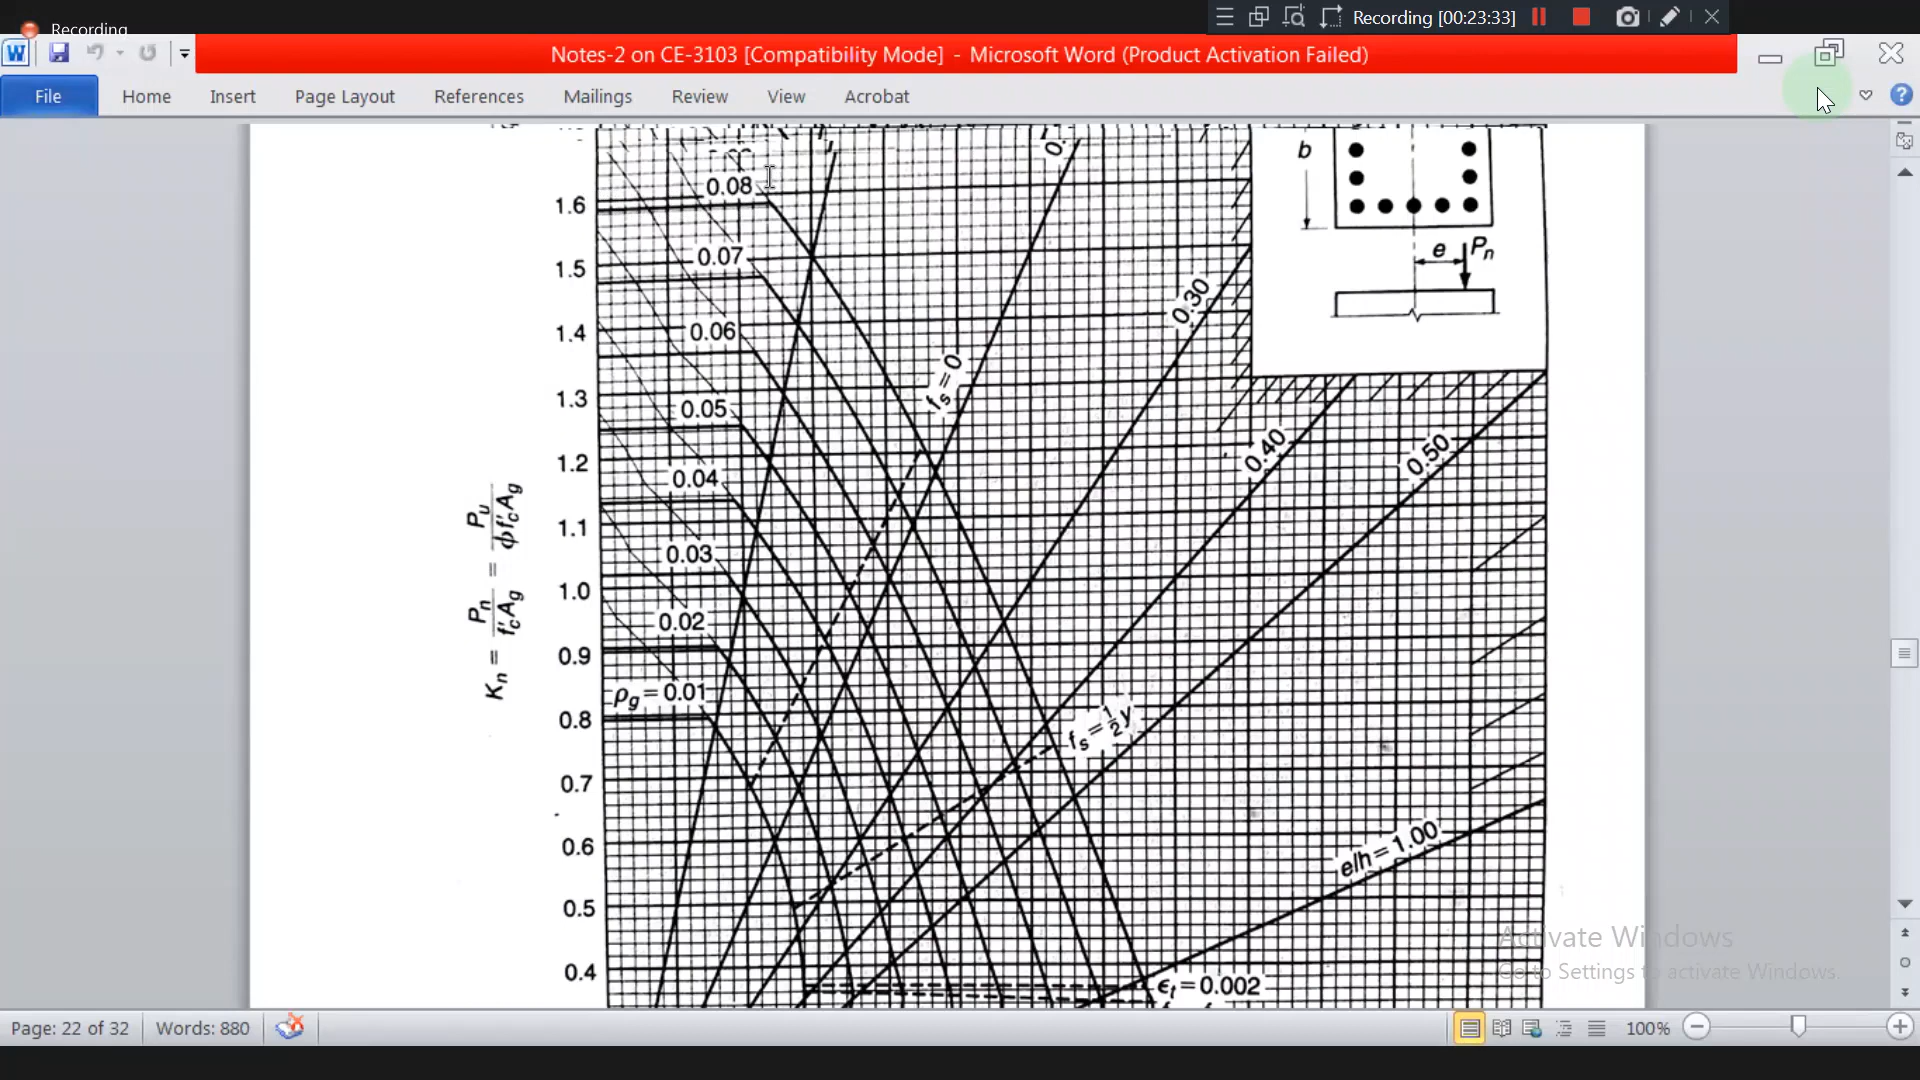 Recording
Recording [00:23:33]
Notes-2 on CE-3103 [Compatibility Mode] - Microsoft Word (Product Activation Failed)
File Home Insert Page Layout References Mailings Review View Acrobat
b
e Pn
0.08
0.07
0.06
0.05
0.04
0.03
0.02
ρg = 0.01
1.6
1.5
1.4
1.3
1.2
1.1
1.0
0.9
0.8
0.7
0.6
0.5
0.4
Kn = Pn / f'c Ag = Pu / ϕ f'c Ag
fs = 0
0.30
0.40
0.50
fs = ½y
e/h = 1.00
ϵt = 0.002
Activate Windows
Go to Settings to activate Windows.
Page: 22 of 32 Words: 880 100%